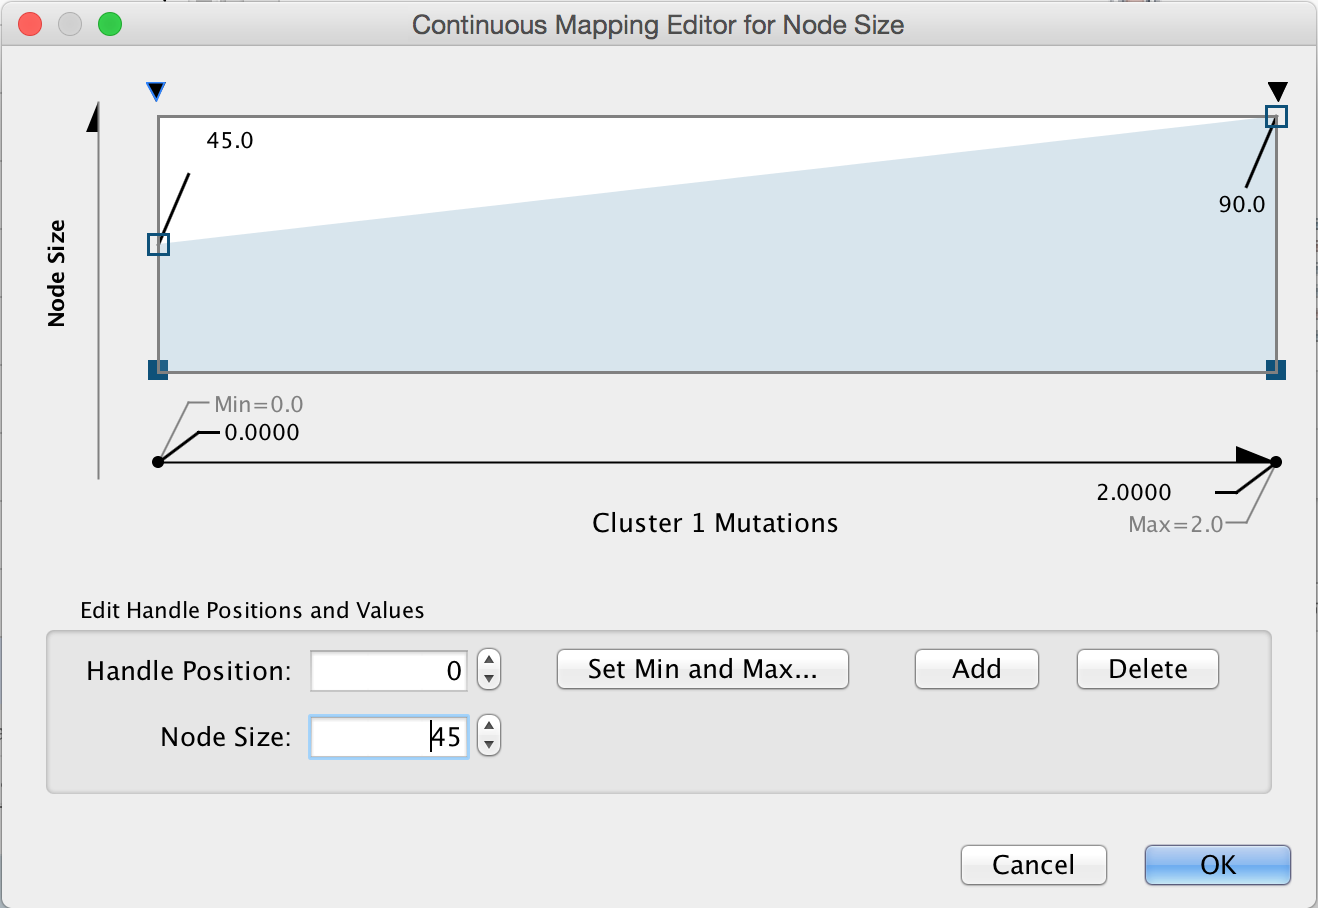 Continuous Mapping Editor for Node Size
45.0
90.0
Node Size
Min=0.0
0.0000
2.0000
Max=2.0
Cluster 1 Mutations
Edit Handle Positions and Values
Handle Position: 0 Set Min and Max... Add Delete
Node Size: 45
Cancel OK